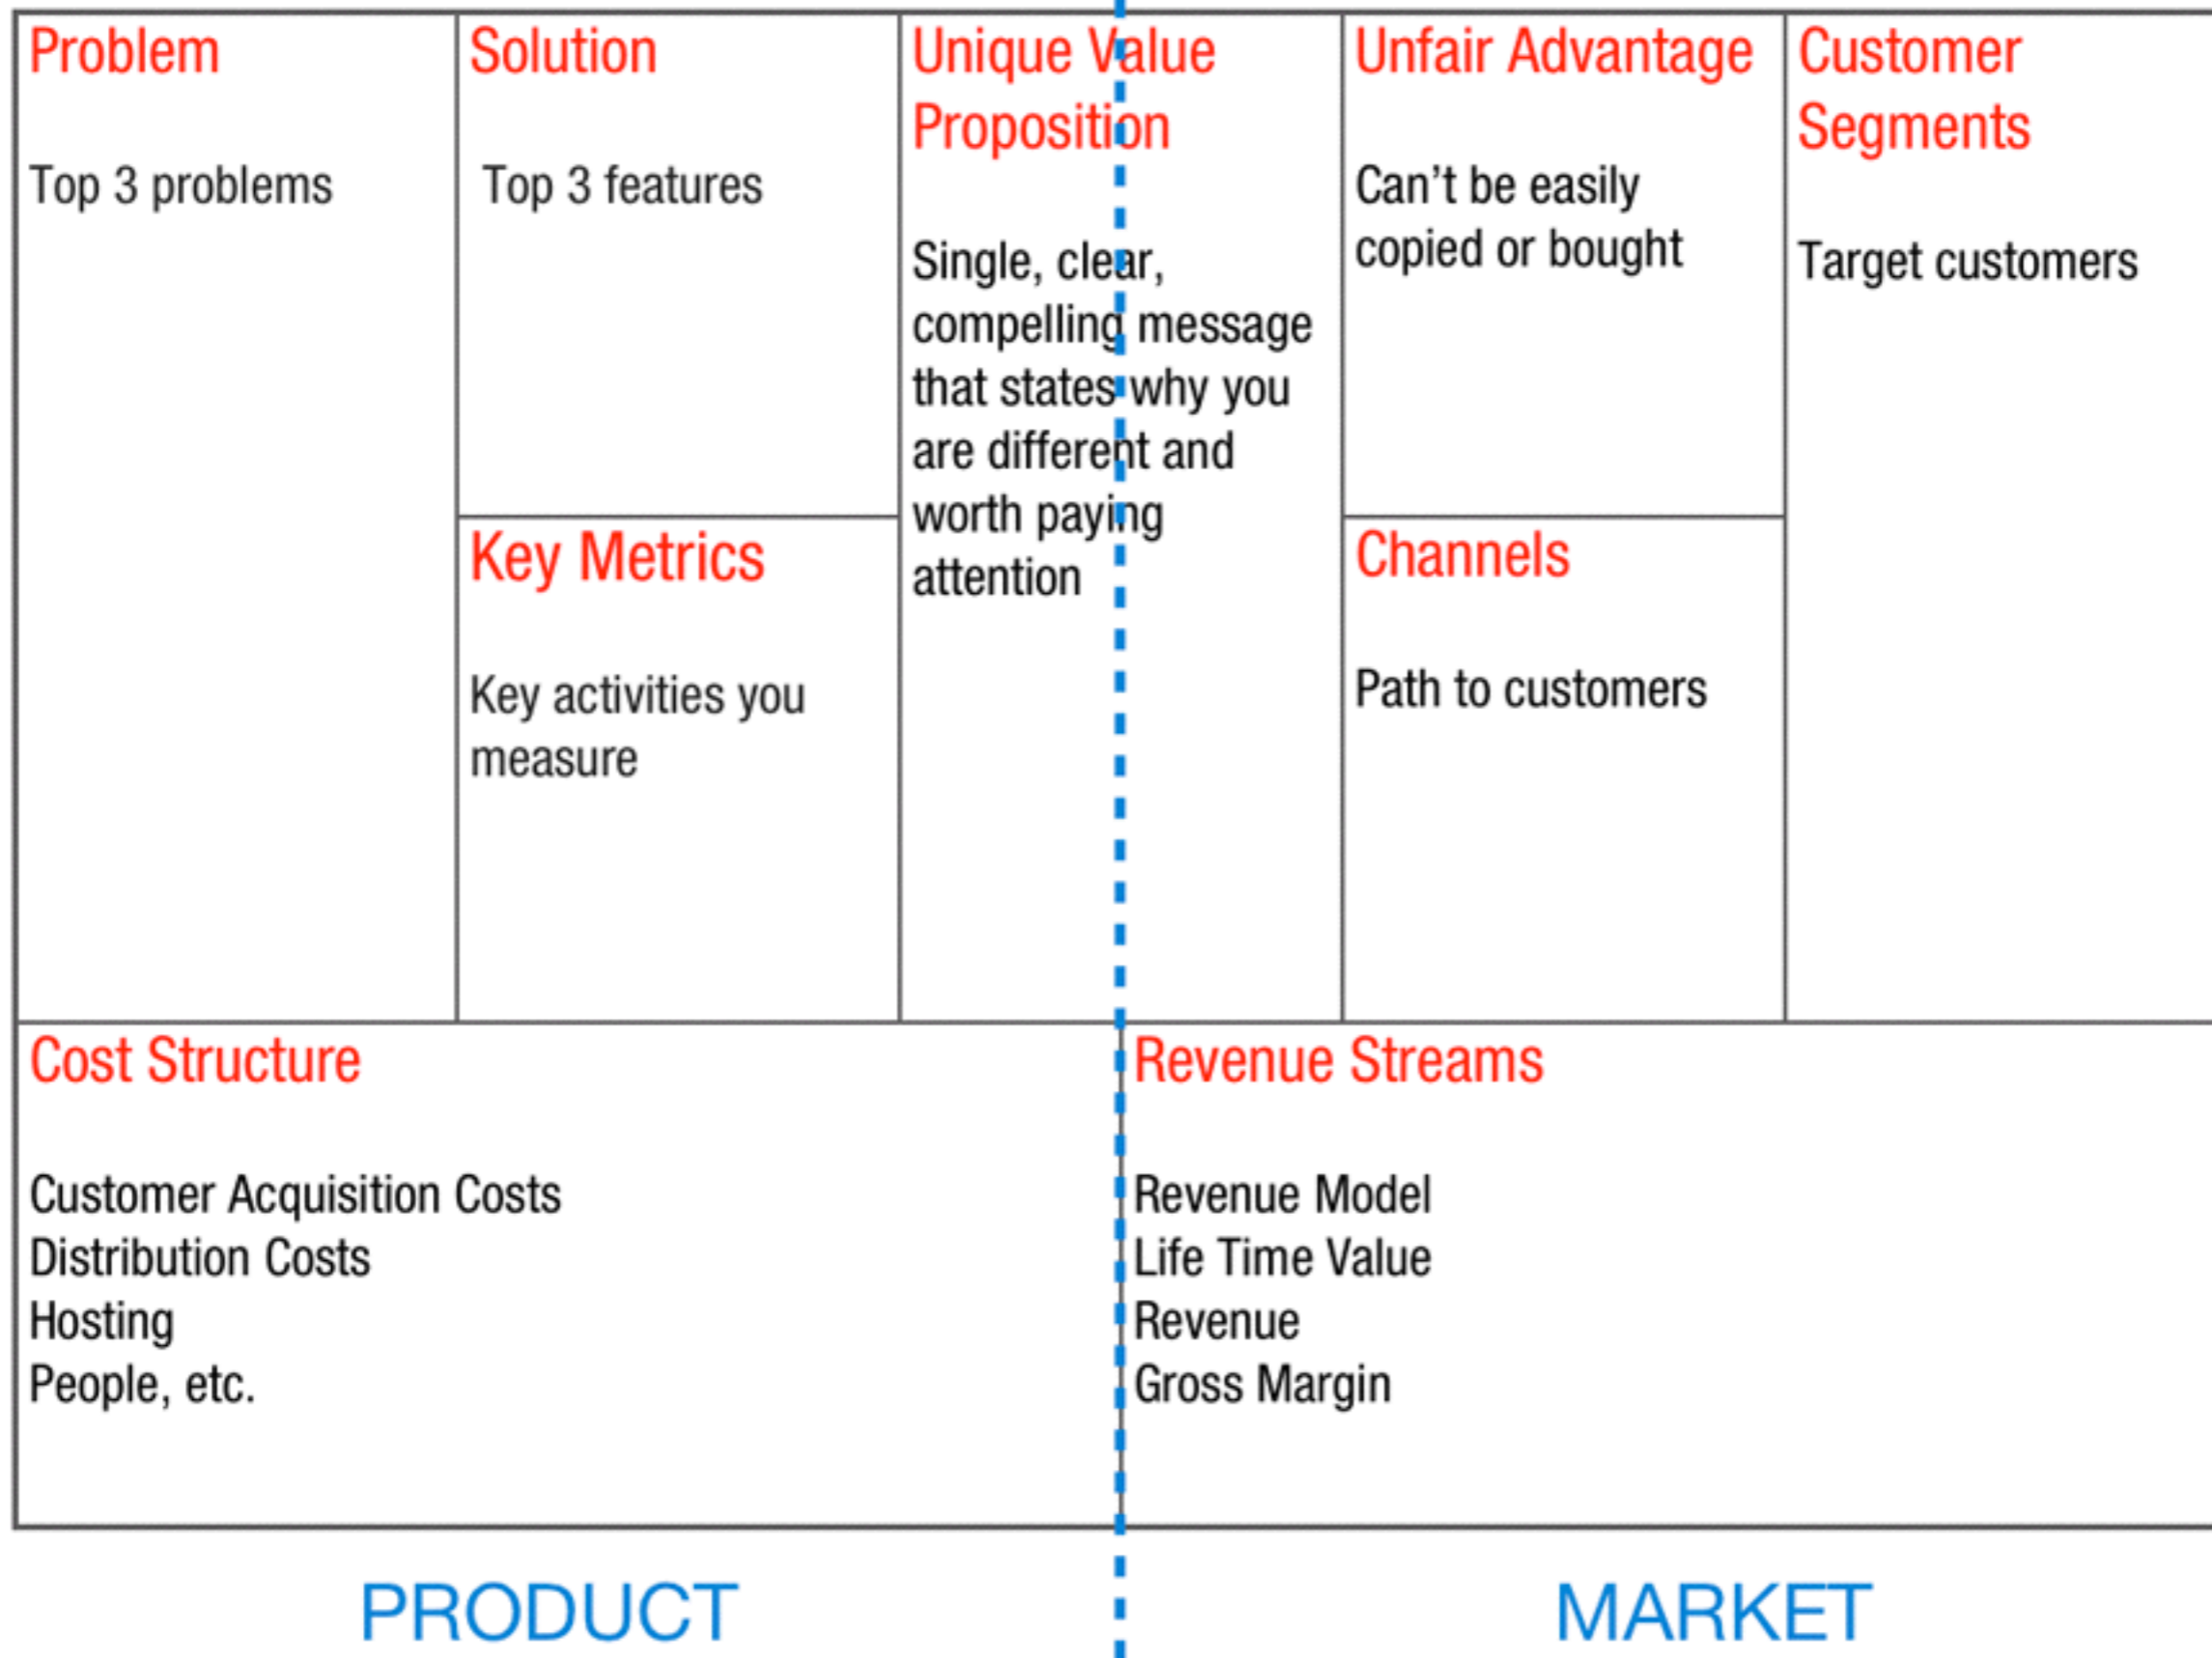 Problem
Top 3 problems
Solution
Top 3 features
Key Metrics
Key activities you
measure
Unique Value
Proposition
Single, clear,
compelling message
that states why you
are different and
worth paying
attention
Unfair Advantage
Can’t be easily
copied or bought
Channels
Path to customers
Customer
Segments
Target customers
Cost Structure
Customer Acquisition Costs
Distribution Costs
Hosting
People, etc.
Revenue Streams
Revenue Model
Life Time Value
Revenue
Gross Margin
PRODUCT
MARKET